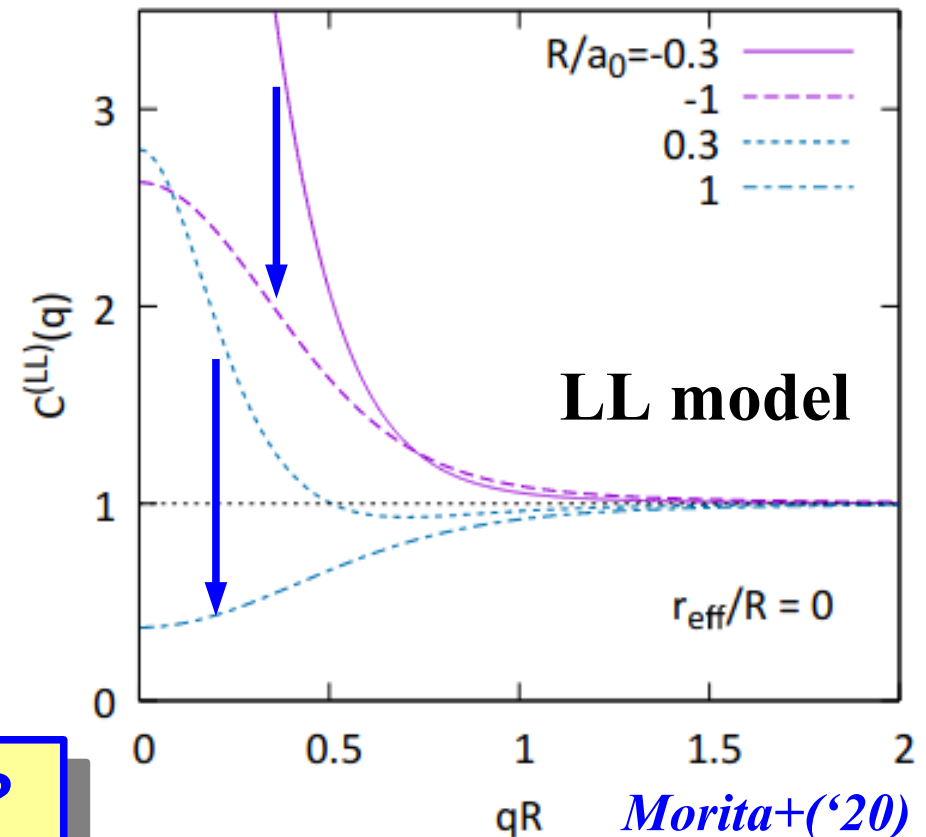 R/a₀=-0.3
-1
0.3
1
3
2
1
0
C⁽ᴸᴸ⁾(q)
LL model
r_eff/R = 0
0
0.5
1
1.5
2
?
qR
Morita+(‘20)